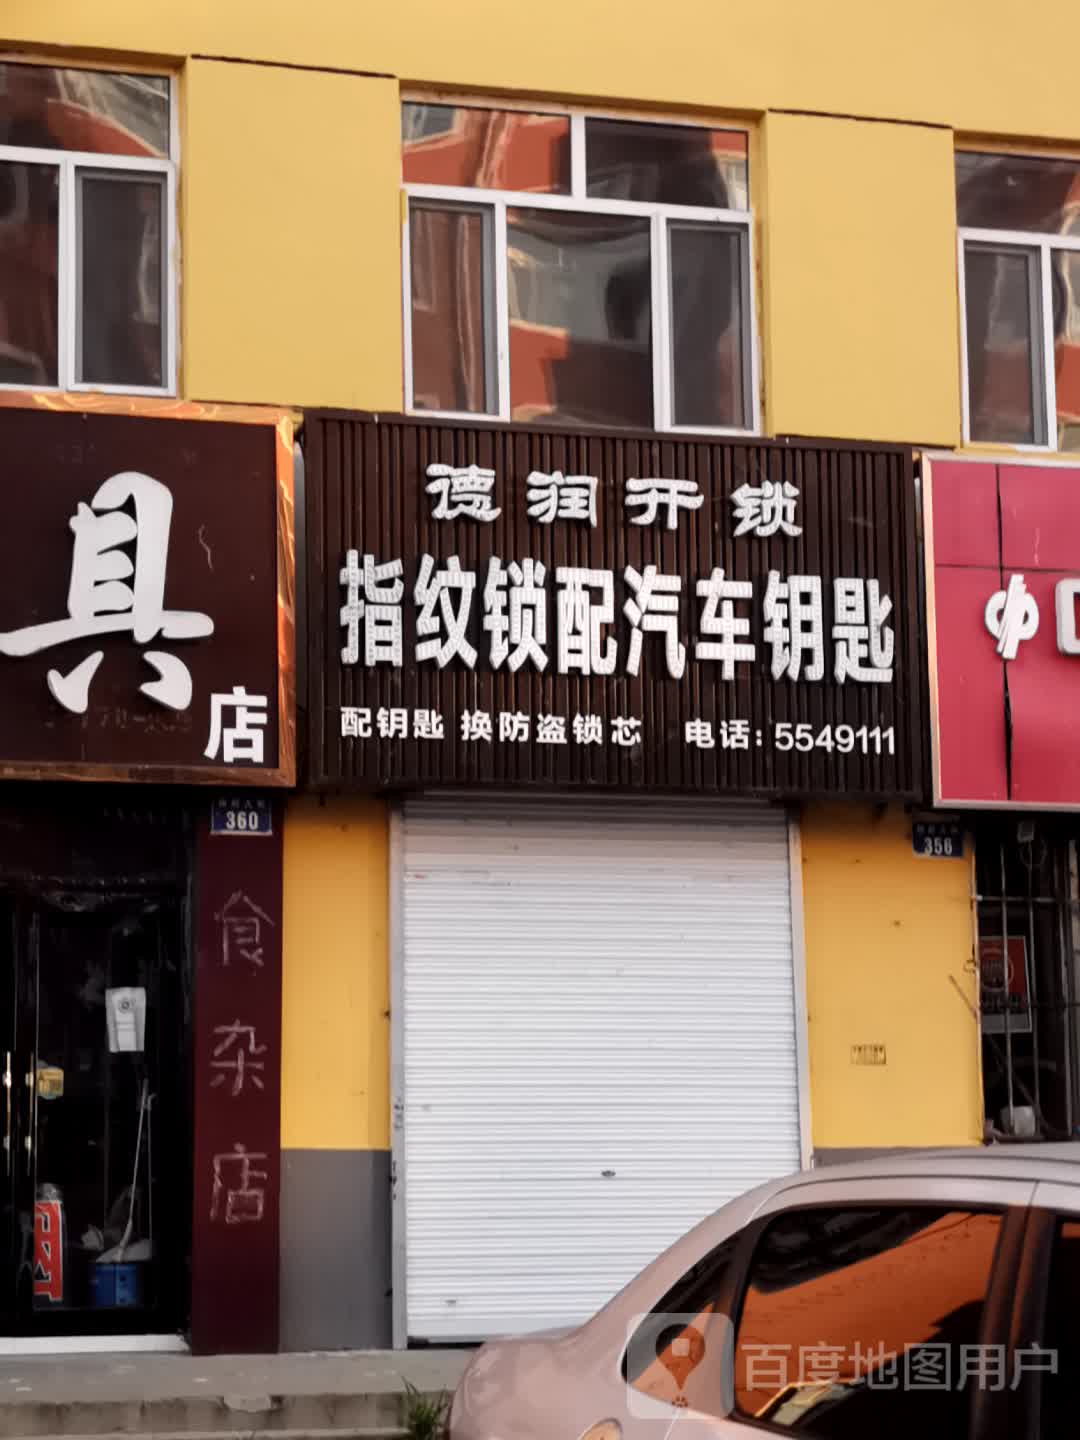 德润开锁
指纹锁配汽车钥匙
配钥匙 换防盗锁芯 电话: 5549111
具
店
360
食杂店
356
百度地图用户